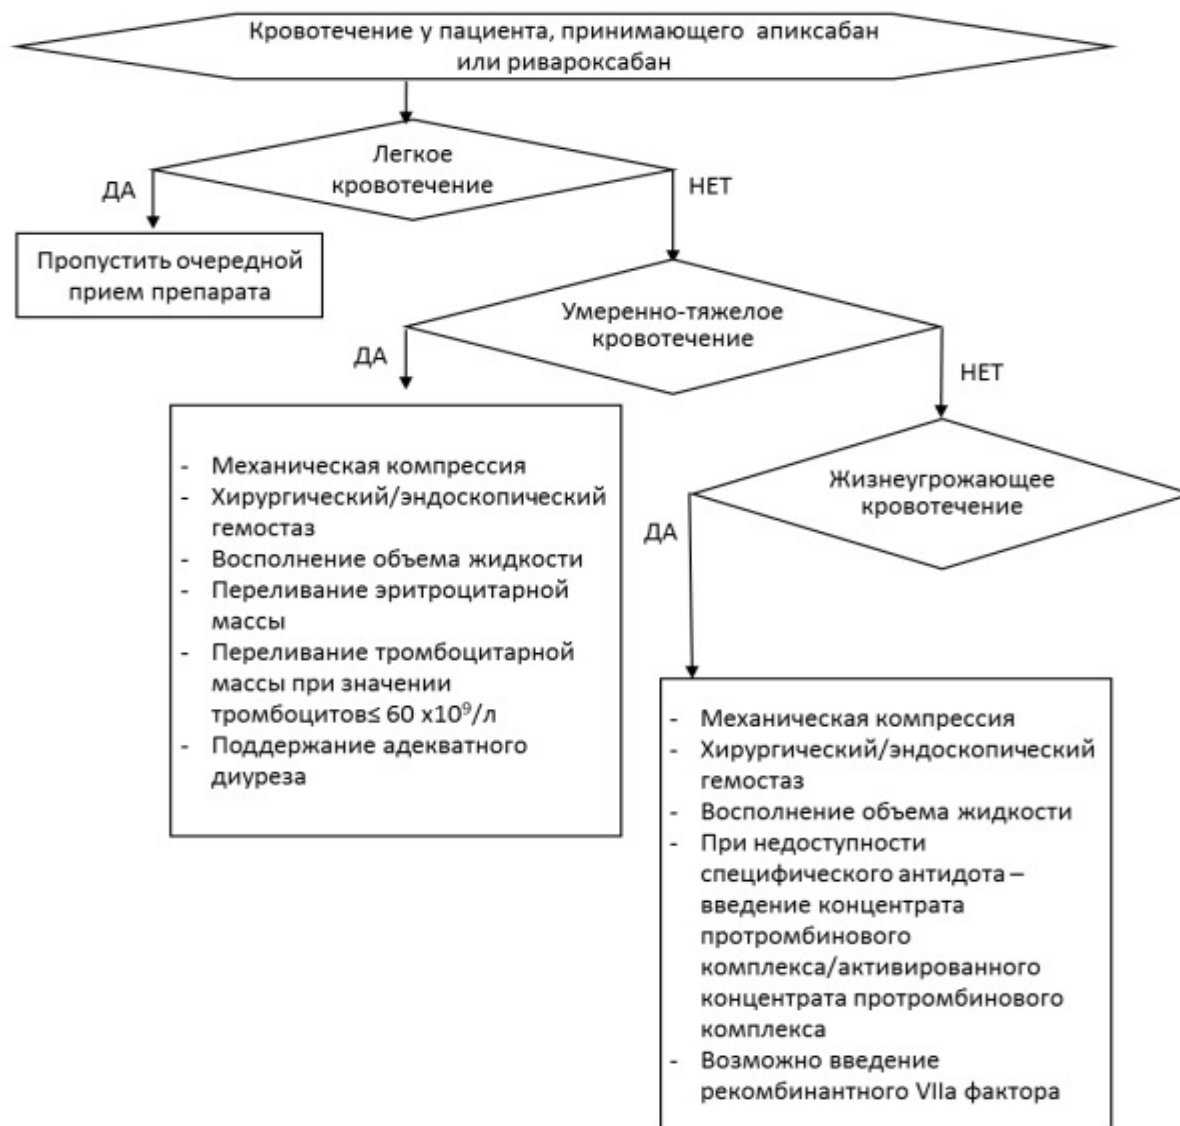 Кровотечение у пациента, принимающего апиксабан
или ривароксабан
Легкое
кровотечение
ДА
НЕТ
Пропустить очередной
прием препарата
Умеренно-тяжелое
кровотечение
ДА
НЕТ
- Механическая компрессия
- Хирургический/эндоскопический
гемостаз
- Восполнение объема жидкости
- Переливание эритроцитарной
массы
- Переливание тромбоцитарной
массы при значении
тромбоцитов≤ 60 х10⁹/л
- Поддержание адекватного
диуреза
Жизнеугрожающее
кровотечение
ДА
- Механическая компрессия
- Хирургический/эндоскопический
гемостаз
- Восполнение объема жидкости
- При недоступности
специфического антидота –
введение концентрата
протромбинового
комплекса/активированного
концентрата протромбинового
комплекса
- Возможно введение
рекомбинантного VIIa фактора